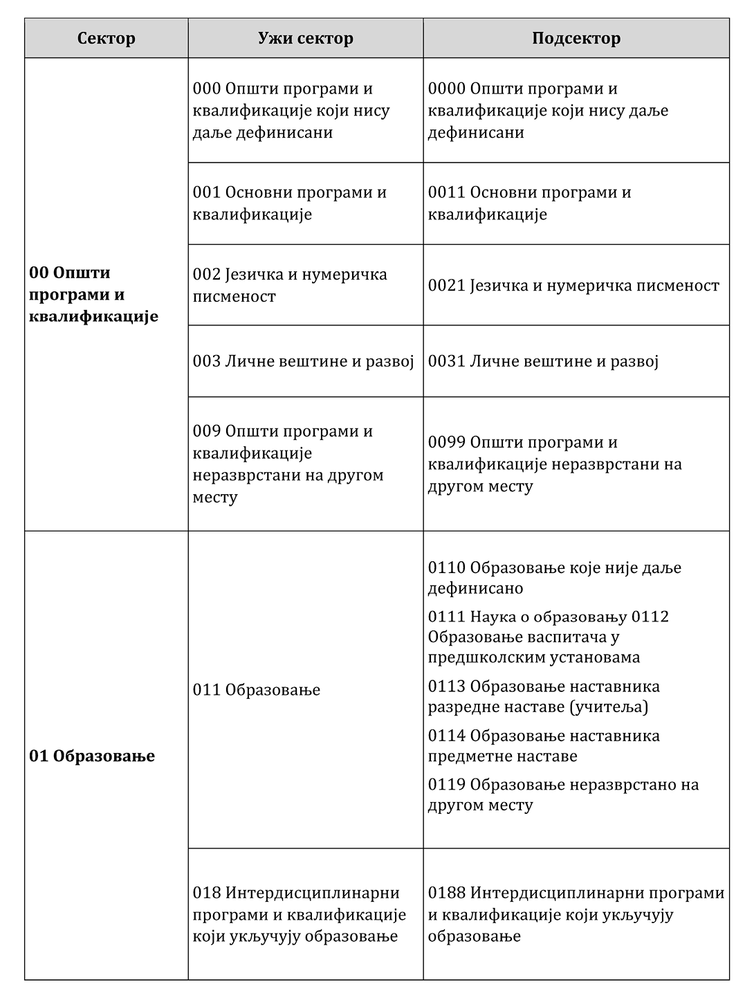 Сектор
Ужи сектор
Подсектор
00 Општи
програми и
квалификације
000 Општи програми и
квалификације који нису
даље дефинисани
0000 Општи програми и
квалификације који нису даље
дефинисани
001 Основни програми и
квалификације
0011 Основни програми и
квалификације
002 Језичка и нумеричка
писменост
0021 Језичка и нумеричка писменост
003 Личне вештине и развој
0031 Личне вештине и развој
009 Општи програми и
квалификације
неразврстани на другом
месту
0099 Општи програми и
квалификације неразврстани на
другом месту
01 Образовање
011 Образовање
0110 Образовање које није даље
дефинисано
0111 Наука о образовању 0112
Образовање васпитача у
предшколским установама
0113 Образовање наставника
разредне наставе (учитеља)
0114 Образовање наставника
предметне наставе
0119 Образовање неразврстано на
другом месту
018 Интердисциплинарни
програми и квалификације
који укључују образовање
0188 Интердисциплинарни програми
и квалификације који укључују
образовање